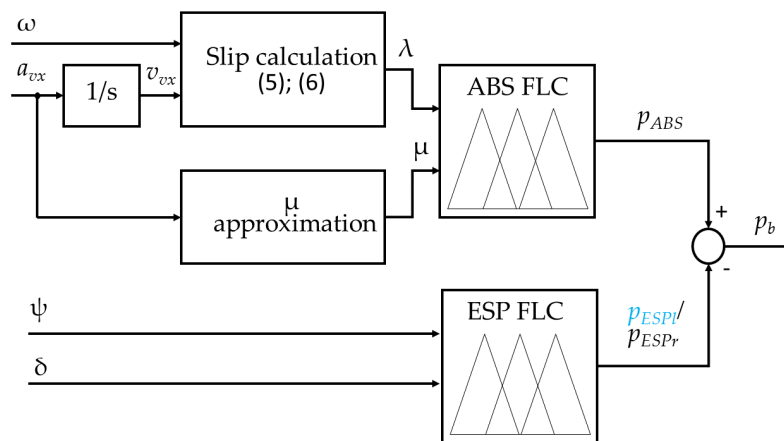 ω
Slip calculation
(5); (6)
λ
a_vx
1/s
v_vx
ABS FLC
p_ABS
μ
μ
approximation
+
p_b
-
ψ
ESP FLC
p_ESPl/
p_ESPr
δ